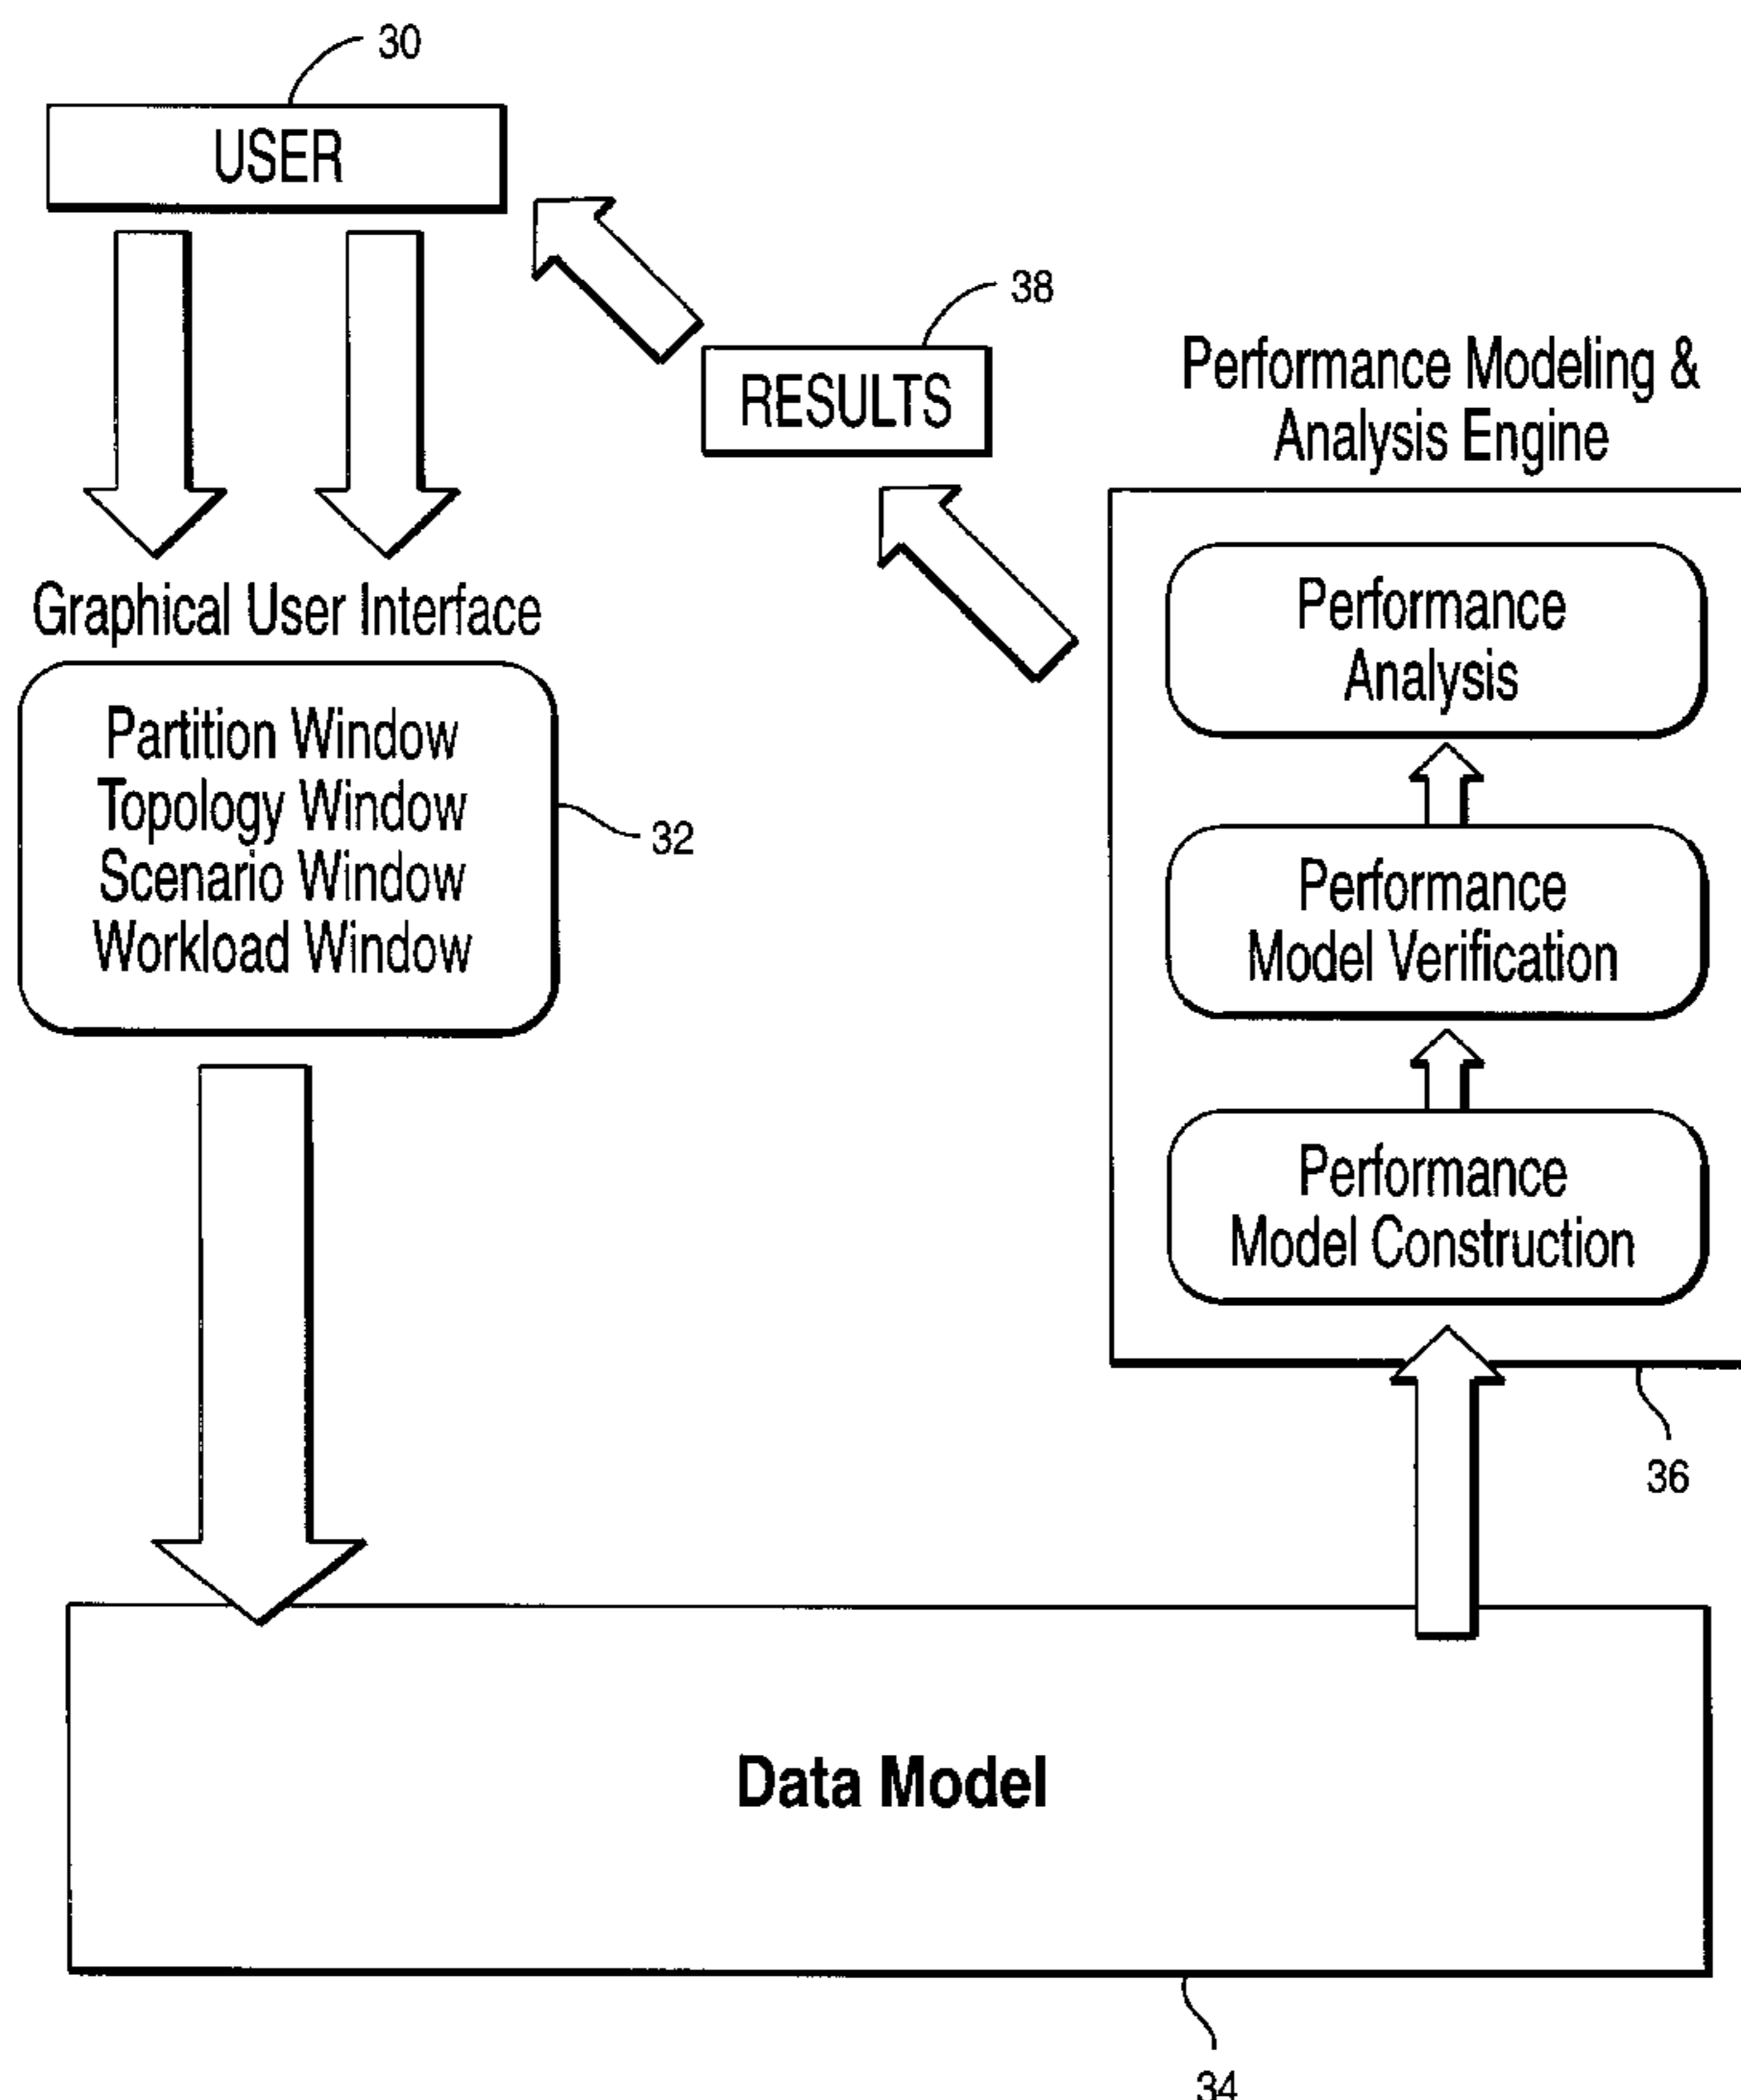 30
USER
38
RESULTS
Performance Modeling &
Analysis Engine
Performance
Analysis
Performance
Model Verification
Performance
Model Construction
36
Graphical User Interface
Partition Window
Topology Window
Scenario Window
Workload Window
32
Data Model
34